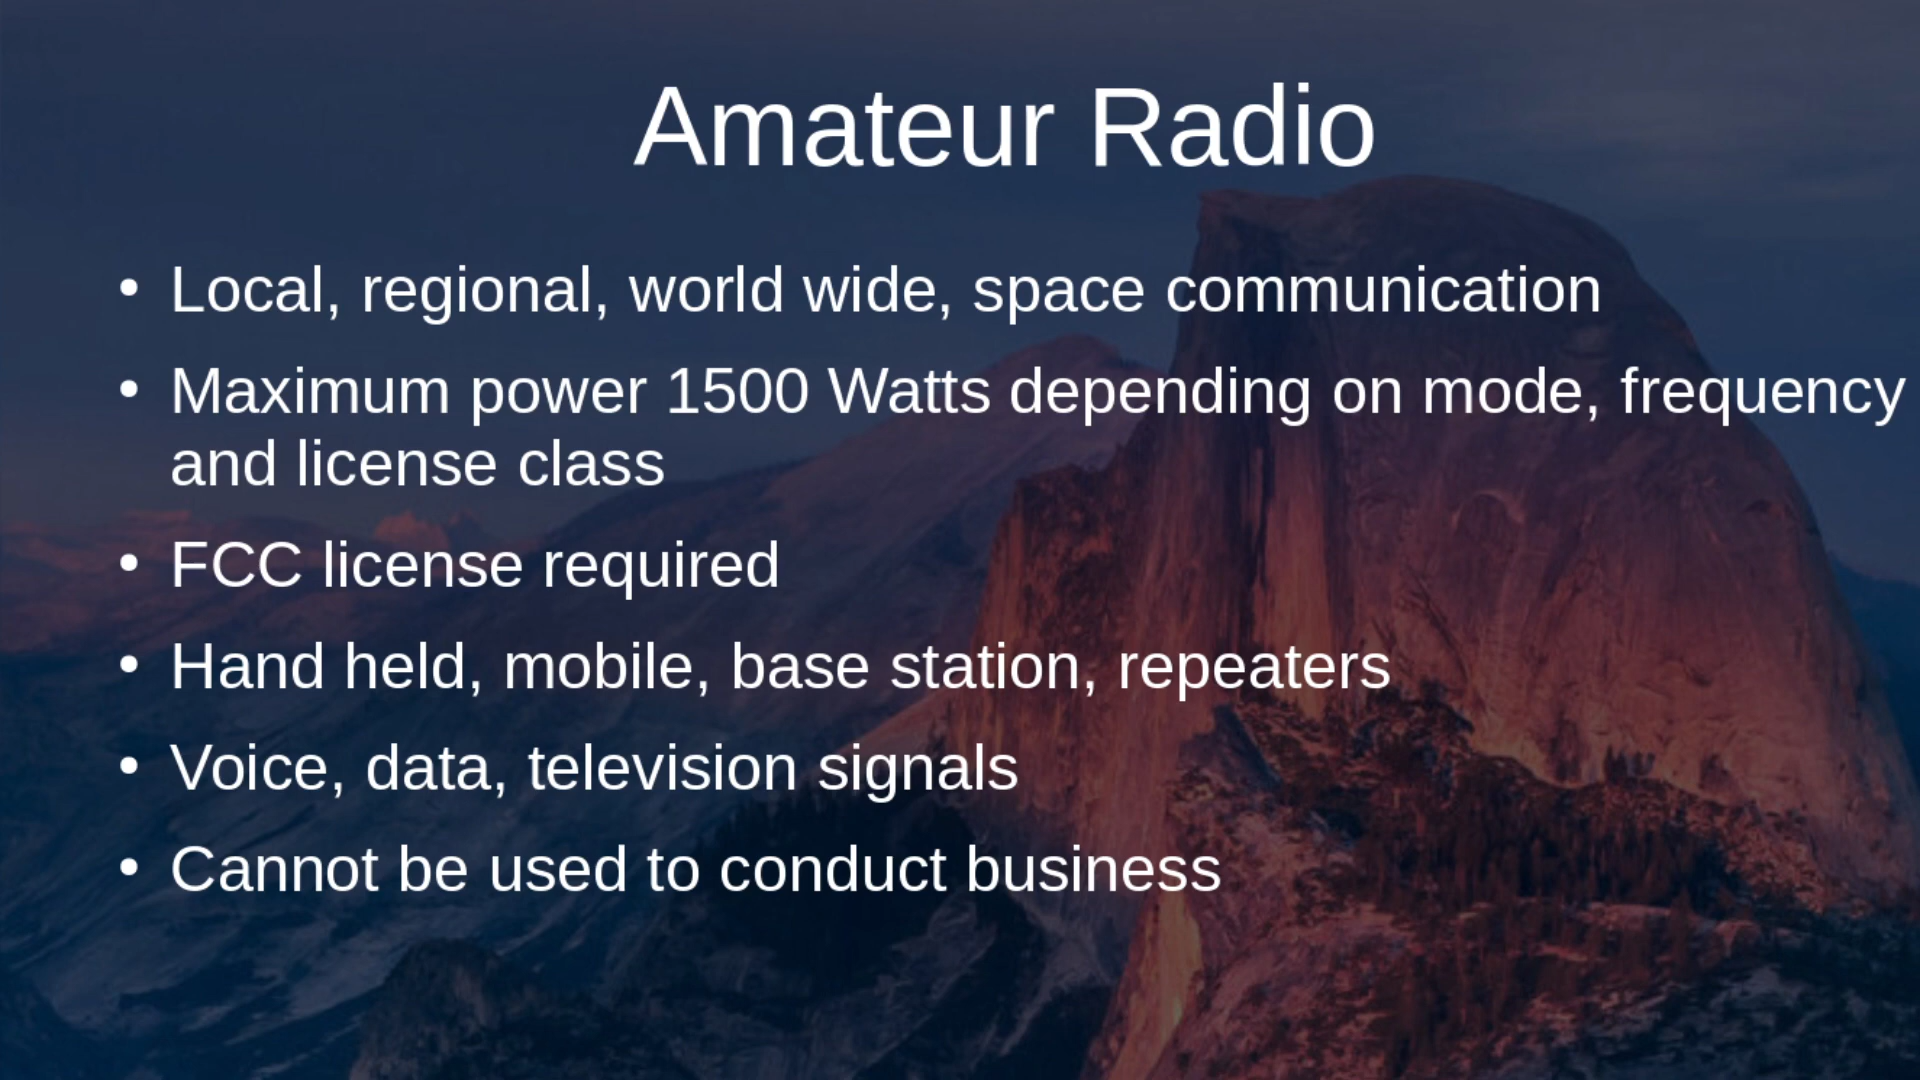 Amateur Radio
• Local, regional, world wide, space communication
• Maximum power 1500 Watts depending on mode, frequency
and license class
• FCC license required
• Hand held, mobile, base station, repeaters
• Voice, data, television signals
• Cannot be used to conduct business